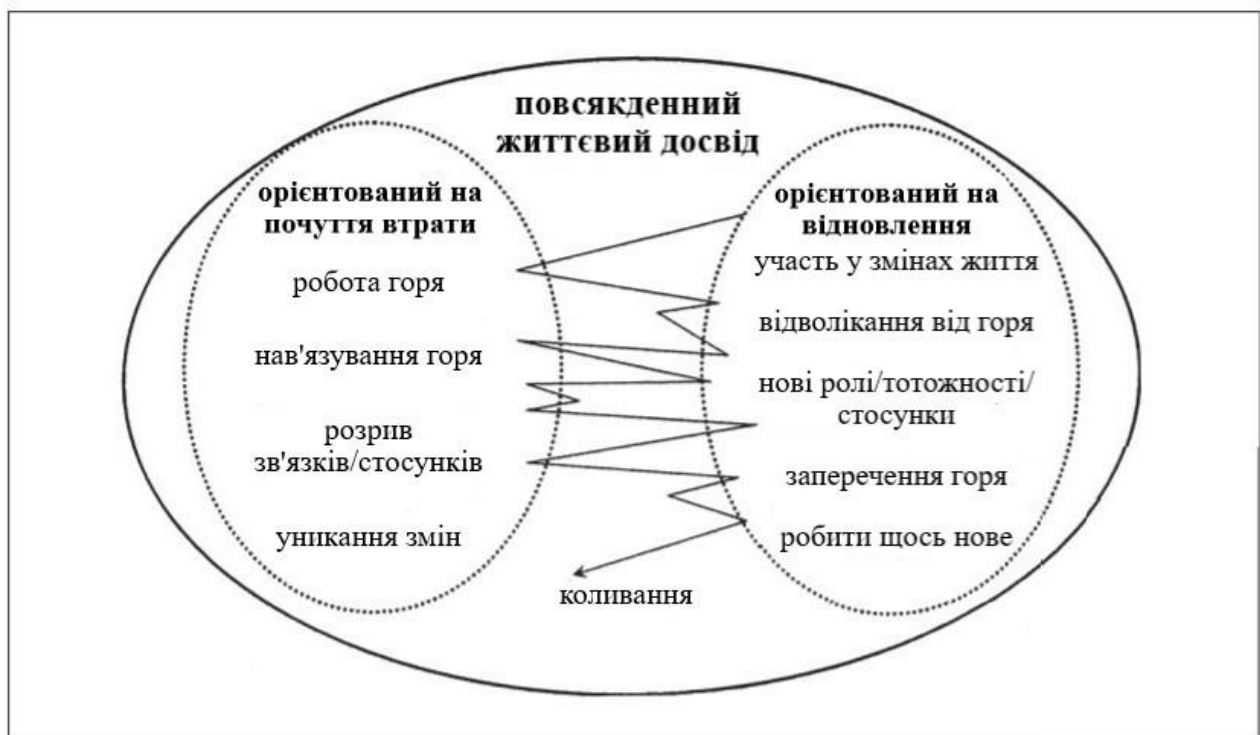 повсякденний
життєвий досвід
орієнтований на
почуття втрати
робота горя
нав'язування горя
розрив
зв'язків/стосунків
уникання змін
орієнтований на
відновлення
участь у змінах життя
відволікання від горя
нові ролі/тотожності/
стосунки
заперечення горя
робити щось нове
коливання